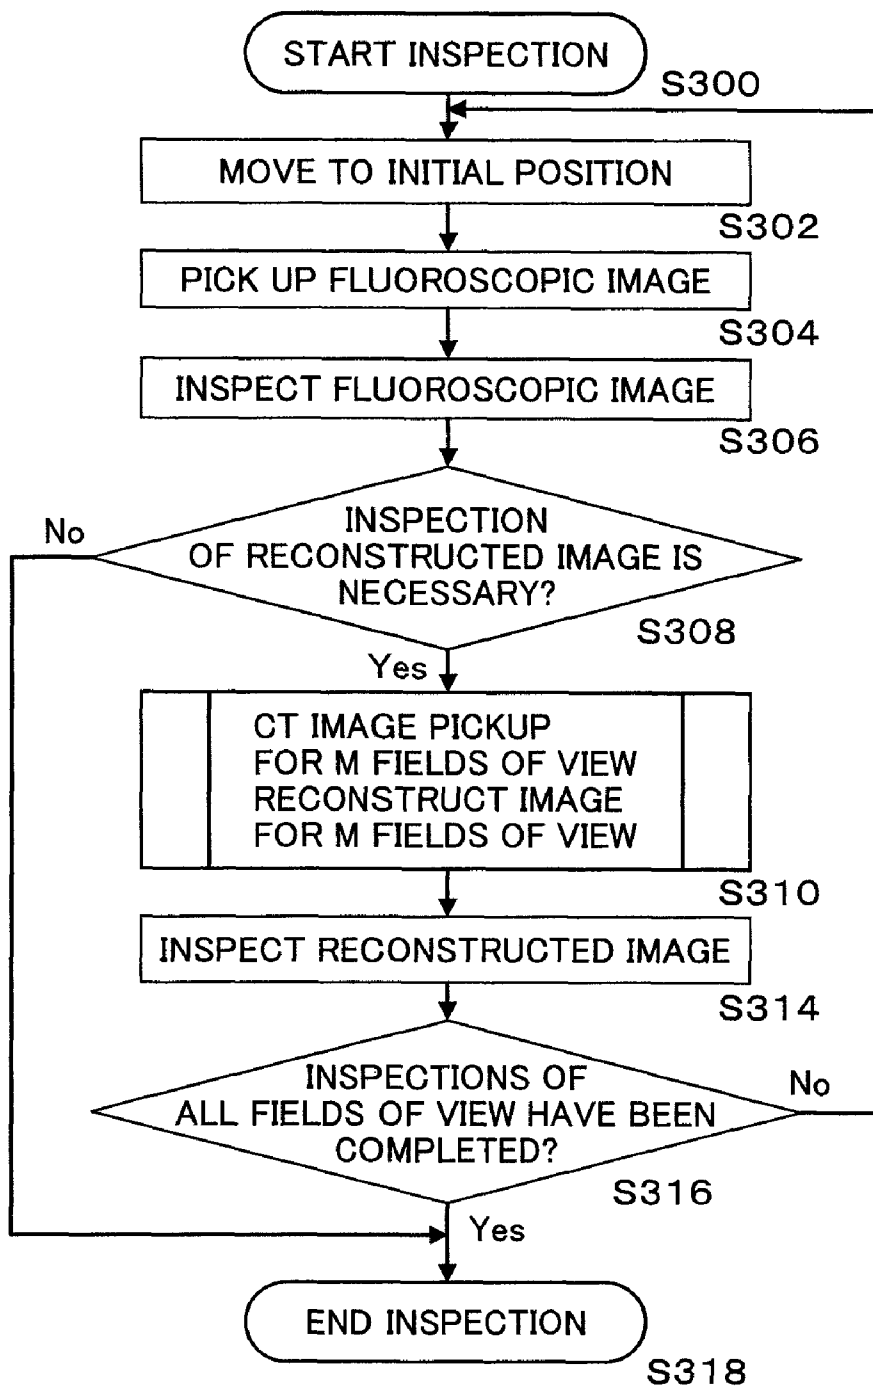 START INSPECTION
S300
MOVE TO INITIAL POSITION
S302
PICK UP FLUOROSCOPIC IMAGE
S304
INSPECT FLUOROSCOPIC IMAGE
S306
No
INSPECTION
OF RECONSTRUCTED IMAGE IS
NECESSARY?
S308
Yes
CT IMAGE PICKUP
FOR M FIELDS OF VIEW
RECONSTRUCT IMAGE
FOR M FIELDS OF VIEW
S310
INSPECT RECONSTRUCTED IMAGE
S314
INSPECTIONS OF
ALL FIELDS OF VIEW HAVE BEEN
COMPLETED?
No
S316
Yes
END INSPECTION
S318